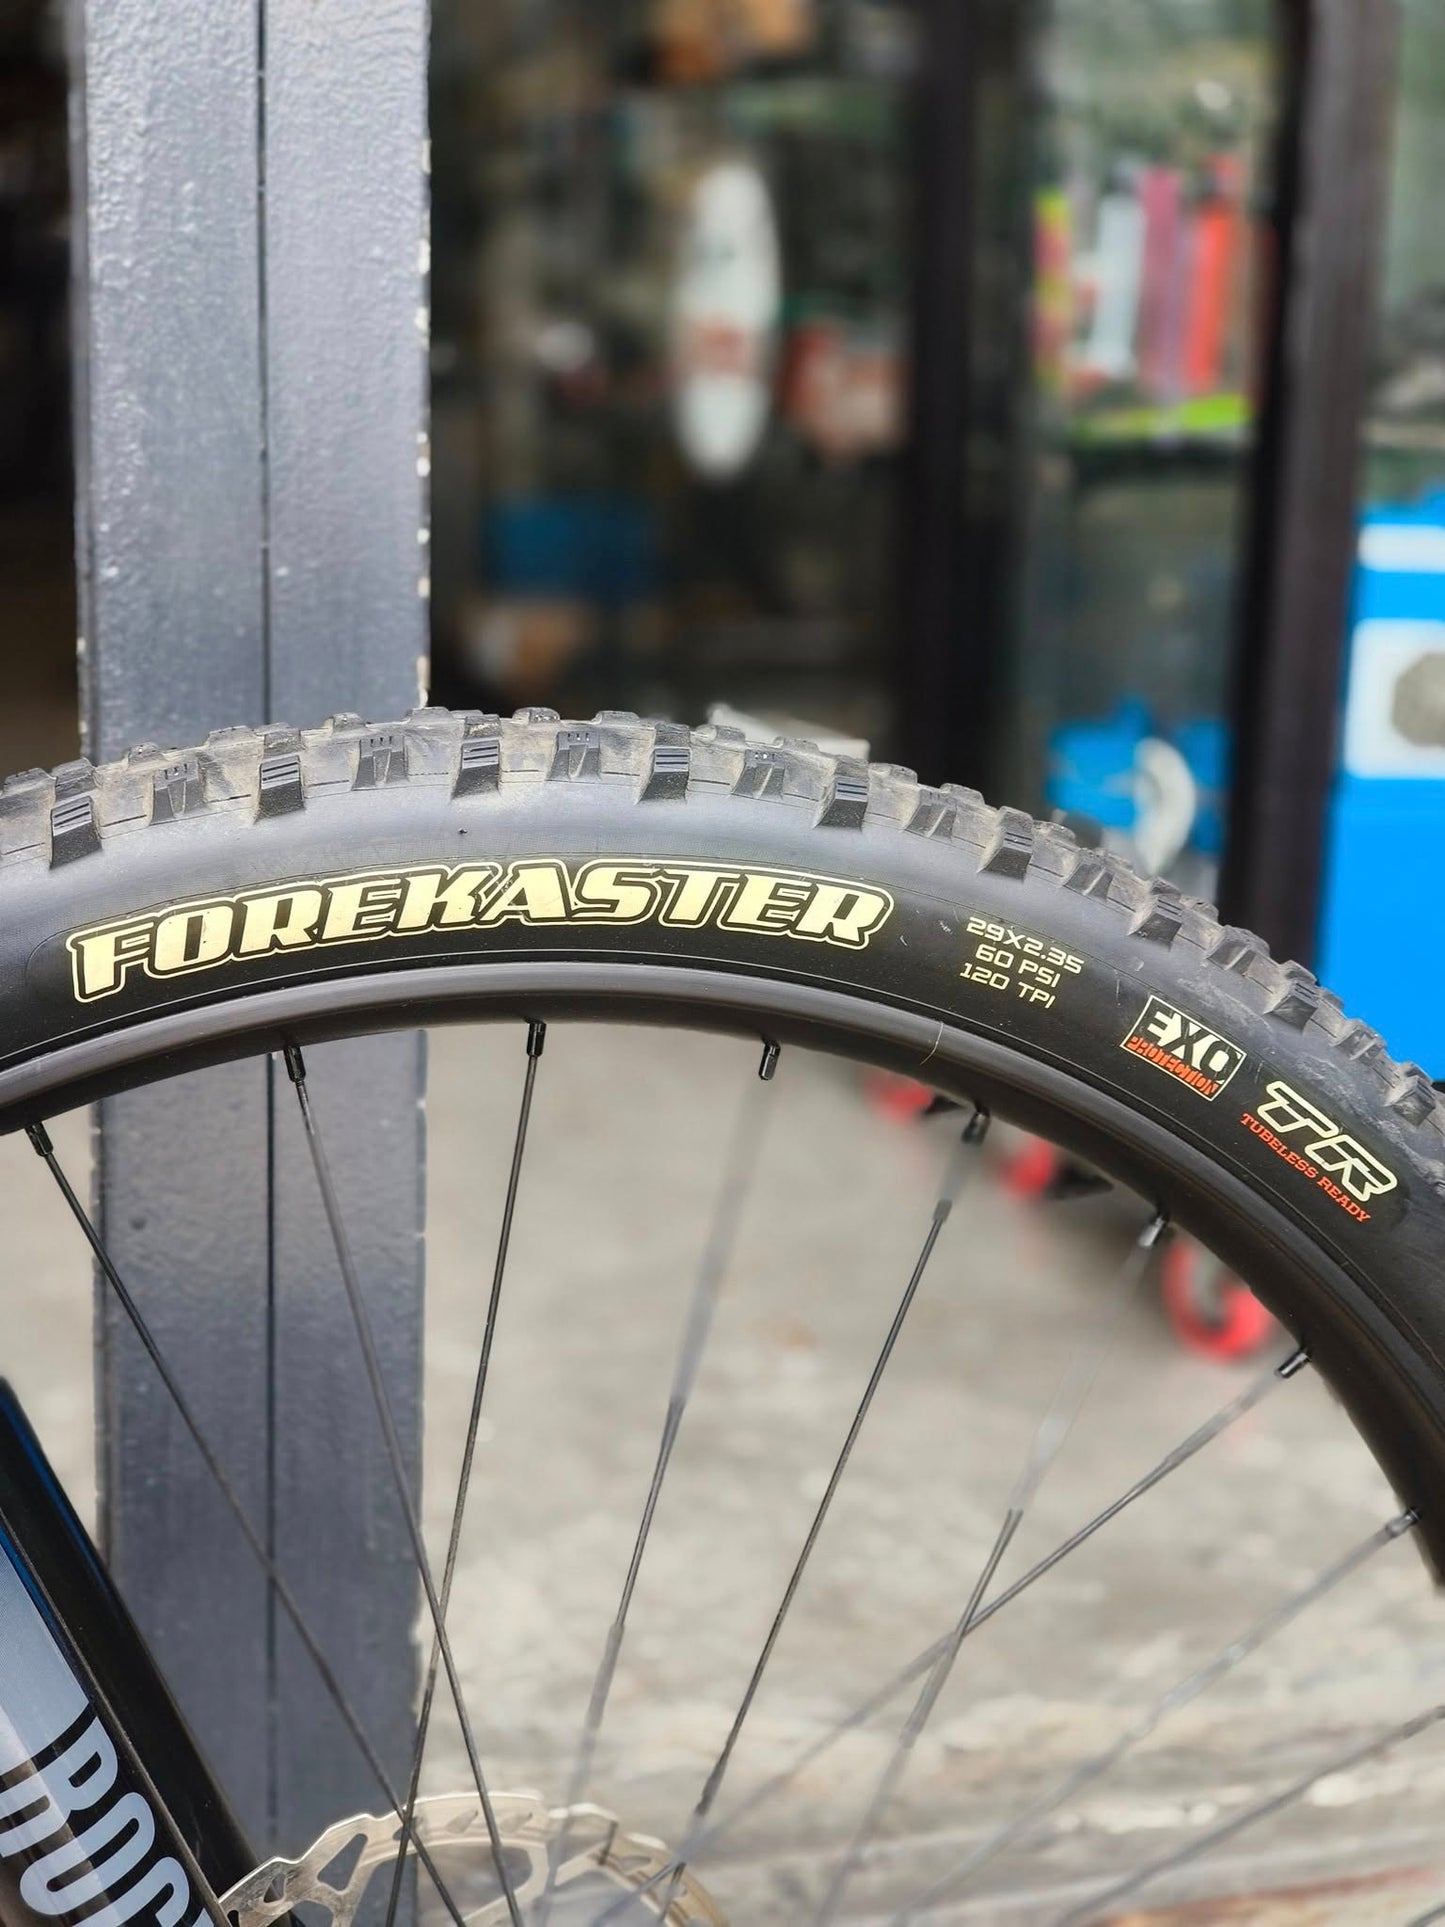 FOREKASTER
29X2.35
60 PSI
120 TPI
EXO
PROTECTION
TR
TUBELESS READY